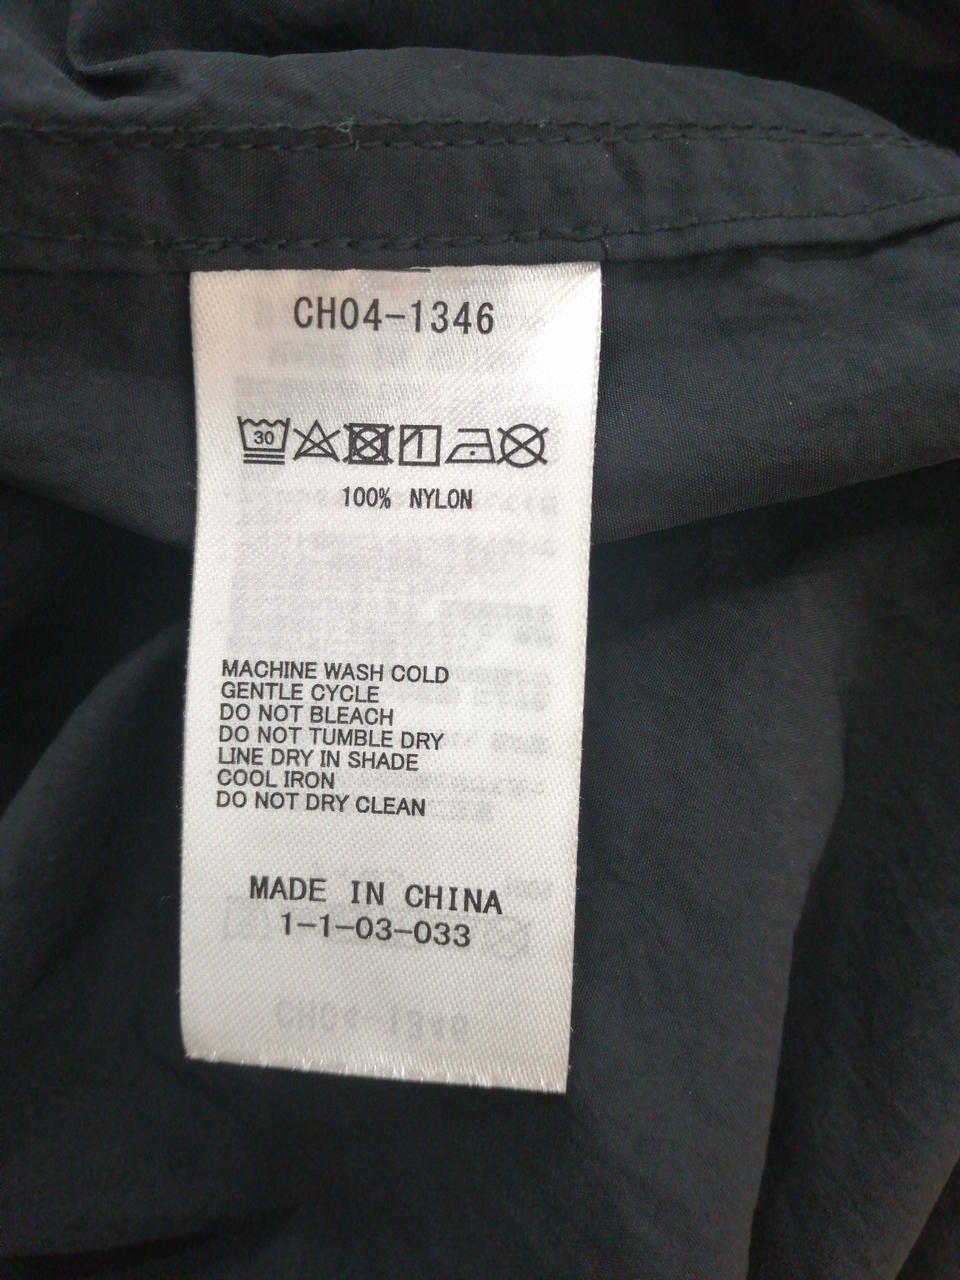 CH04-1346
30
100% NYLON
MACHINE WASH COLD
GENTLE CYCLE
DO NOT BLEACH
DO NOT TUMBLE DRY
LINE DRY IN SHADE
COOL IRON
DO NOT DRY CLEAN
MADE IN CHINA
1-1-03-033